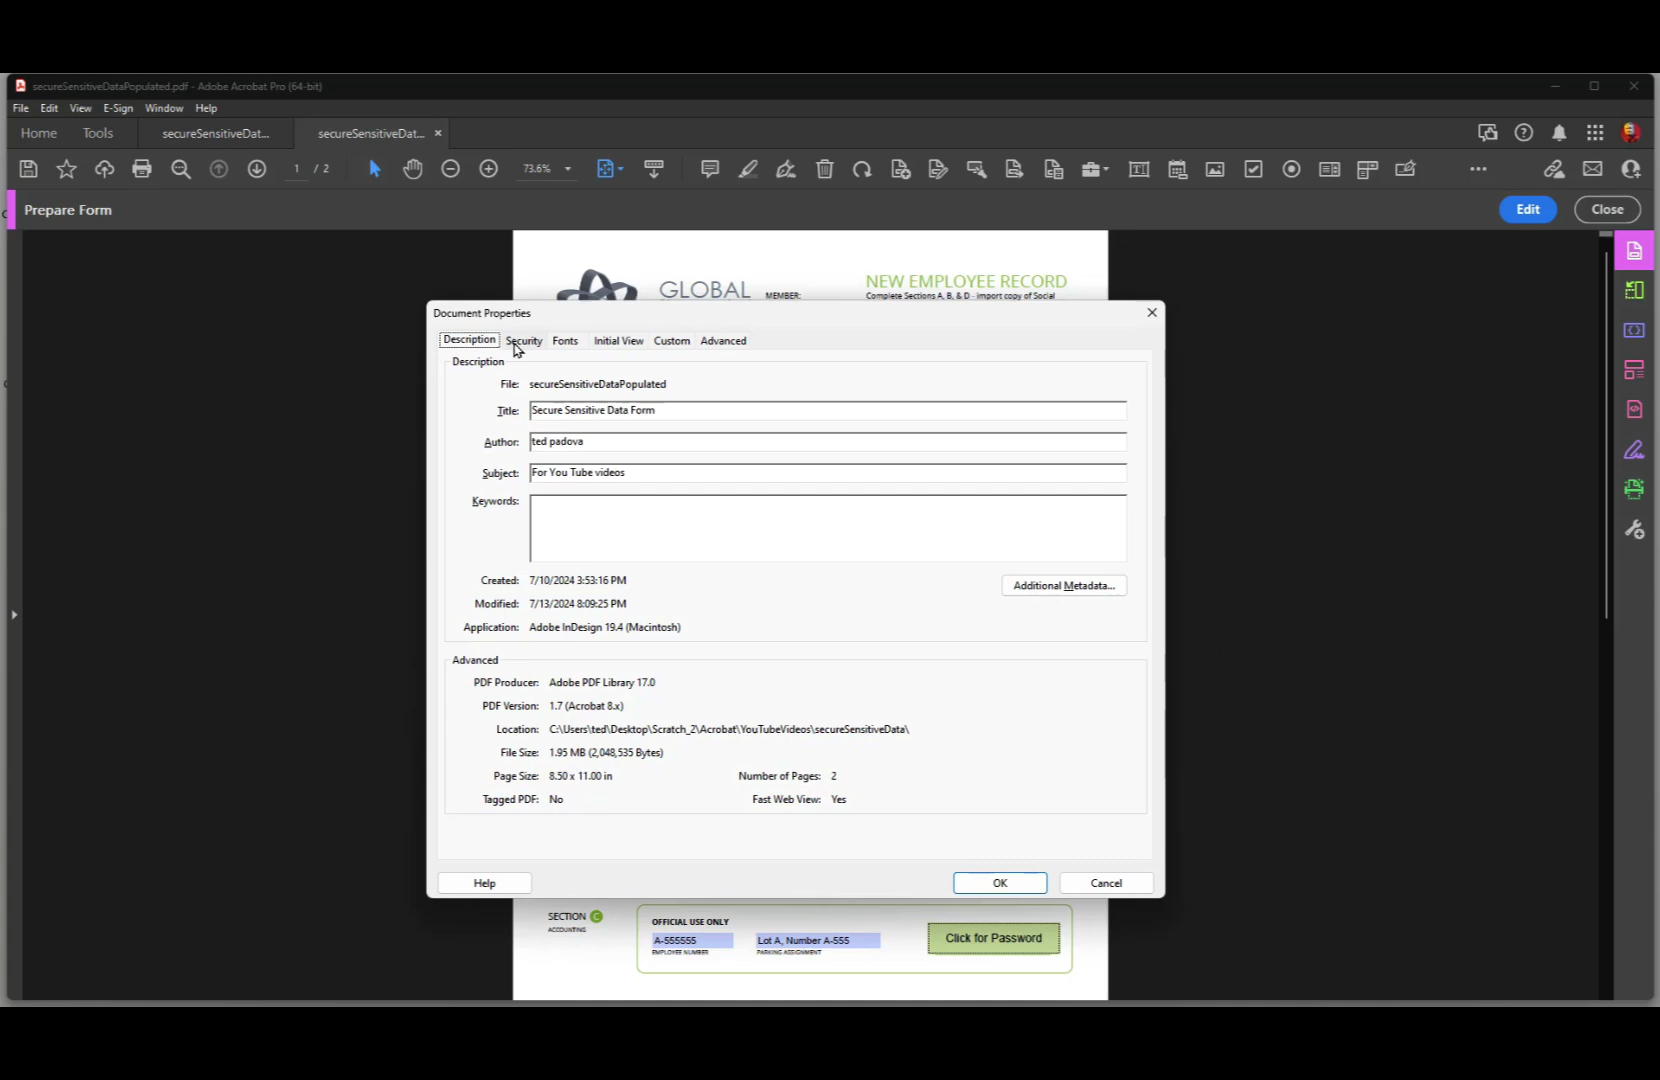 secureSensitiveDataPopulated.pdf - Adobe Acrobat Pro (64-bit)
File Edit View E-Sign Window Help
Home Tools secureSensitiveDat... secureSensitiveDat... ×
1 / 2 73.6%
Prepare Form Edit Close
GLOBAL MEMBER: NEW EMPLOYEE RECORD
Complete Sections A, B, & D - import copy of Social
Document Properties
Description Security Fonts Initial View Custom Advanced
Description
File: secureSensitiveDataPopulated
Title: Secure Sensitive Data Form
Author: ted padova
Subject: For You Tube videos
Keywords:
Created: 7/10/2024 3:53:16 PM
Additional Metadata...
Modified: 7/13/2024 8:09:25 PM
Application: Adobe InDesign 19.4 (Macintosh)
Advanced
PDF Producer: Adobe PDF Library 17.0
PDF Version: 1.7 (Acrobat 8.x)
Location: C:\Users\ted\Desktop\Scratch_2\Acrobat\YouTubeVideos\secureSensitiveData\
File Size: 1.95 MB (2,048,535 Bytes)
Page Size: 8.50 x 11.00 in Number of Pages: 2
Tagged PDF: No Fast Web View: Yes
Help OK Cancel
SECTION C
ACCOUNTING
OFFICIAL USE ONLY
A-555555 Lot A, Number A-555 Click for Password
EMPLOYEE NUMBER PARKING ASSIGNMENT